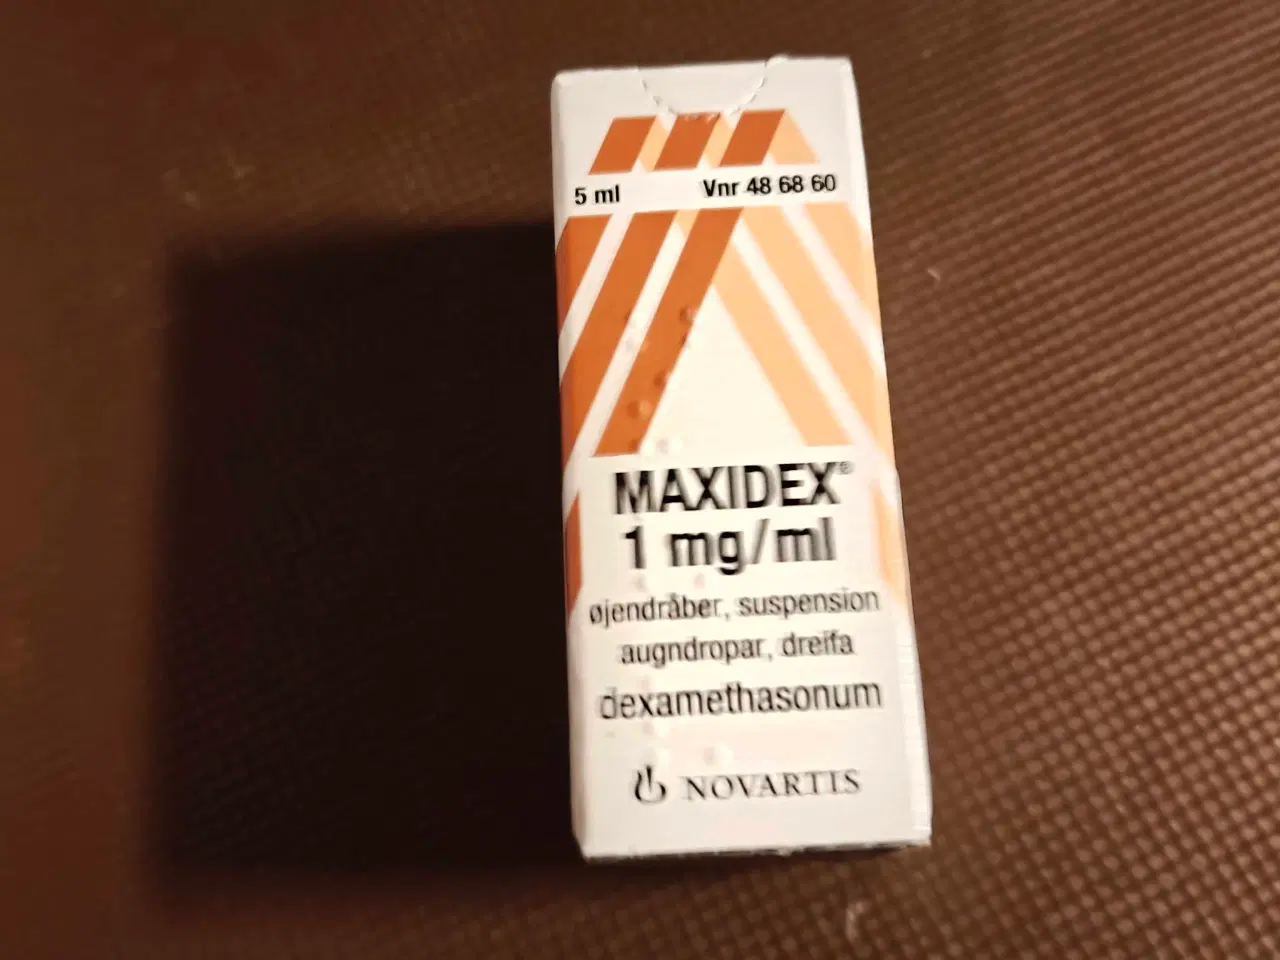 5 ml Vnr 48 68 60
MAXIDEX®
1 mg/ml
øjendråber, suspension
augndropar, dreifa
dexamethasonum
NOVARTIS